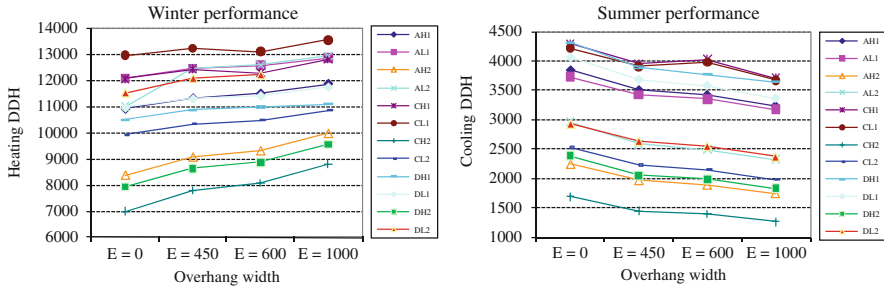 Winter performance
14000
13000
12000
11000
10000
9000
8000
7000
6000
Heating DDH
E = 0
E = 450
E = 600
E = 1000
Overhang width
AH1
AL1
AH2
AL2
CH1
CL1
CH2
CL2
DH1
DL1
DH2
DL2
Summer performance
4500
4000
3500
3000
2500
2000
1500
1000
Cooling DDH
E = 0
E = 450
E = 600
E = 1000
Overhang width
AH1
AL1
AH2
AL2
CH1
CL1
CH2
CL2
DH1
DL1
DH2
DL2